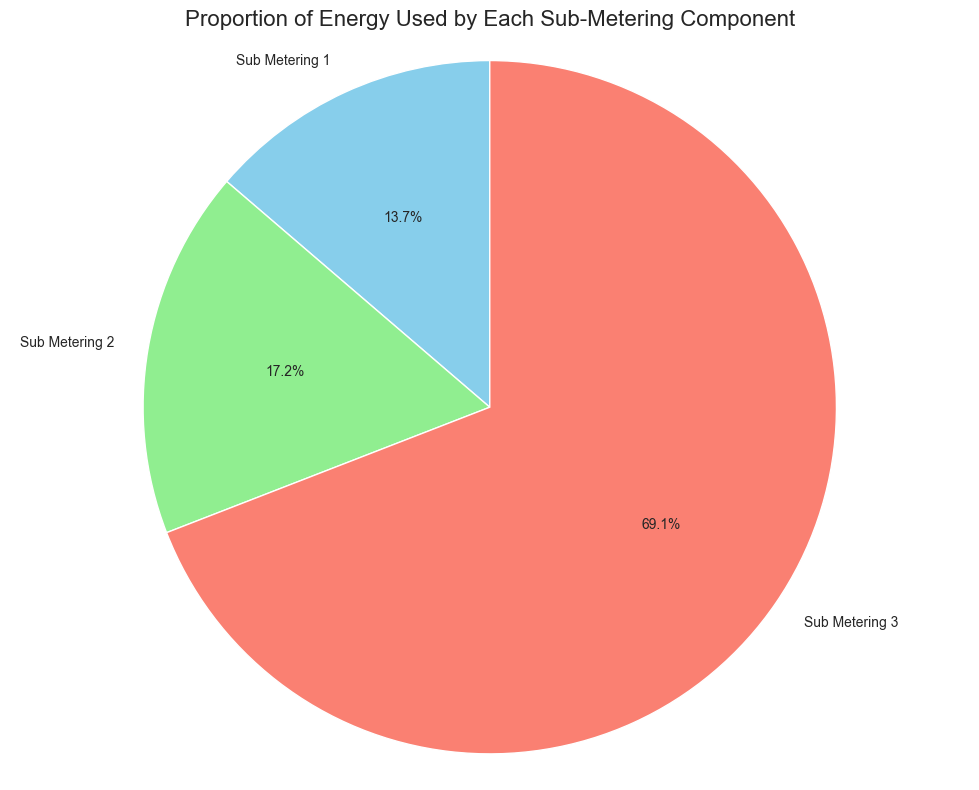 Proportion of Energy Used by Each Sub-Metering Component
Sub Metering 1
13.7%
Sub Metering 2
17.2%
69.1%
Sub Metering 3